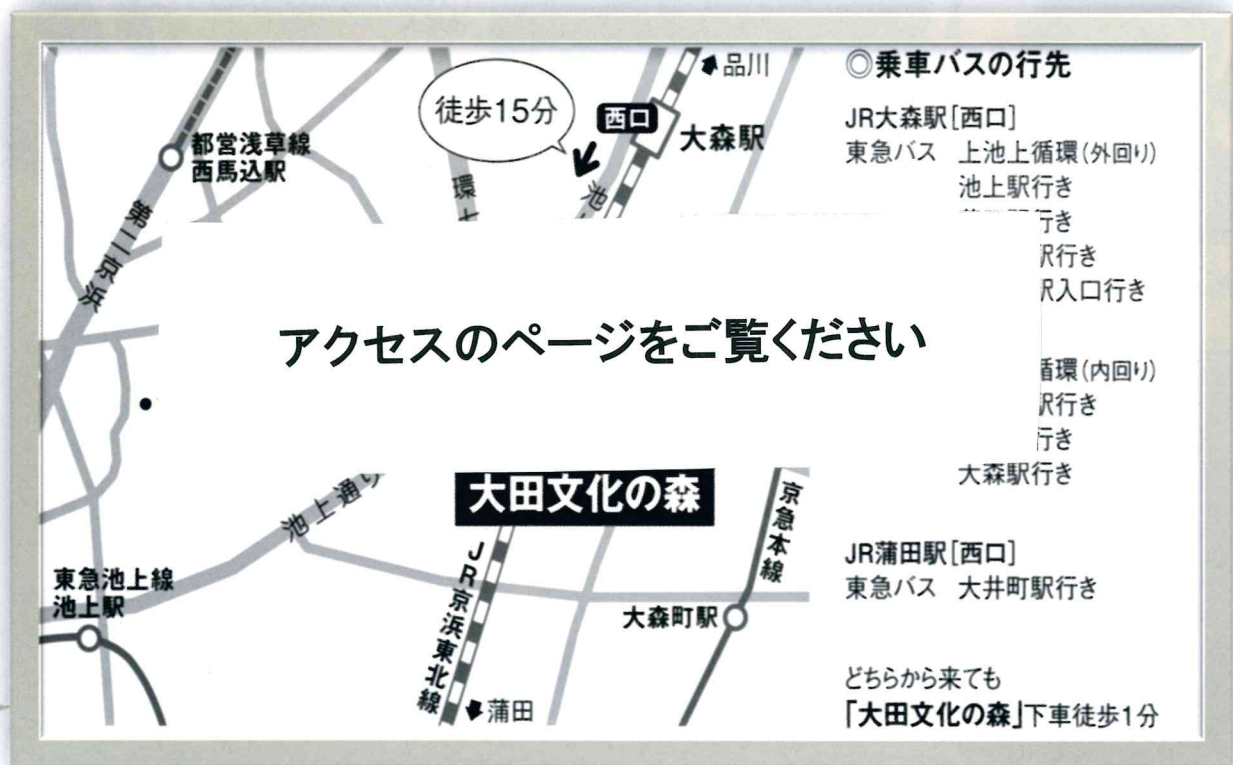 品川
徒歩15分
西口
大森駅
都営浅草線
西馬込駅
第二京浜
環七
池上
アクセスのページをご覧ください
大田文化の森
池上通り
京急本線
JR京浜東北線
東急池上線
池上駅
大森町駅
蒲田
◎乗車バスの行先
JR大森駅[西口]
東急バス 上池上循環(外回り)
池上駅行き
行き
駅行き
駅入口行き
循環(内回り)
駅行き
行き
大森駅行き
JR蒲田駅[西口]
東急バス 大井町駅行き
どちらから来ても
「大田文化の森」下車徒歩1分